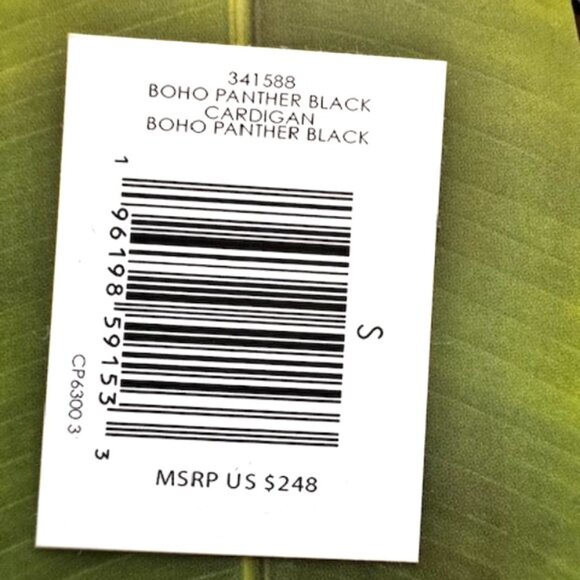 341588
BOHO PANTHER BLACK
CARDIGAN
BOHO PANTHER BLACK
1 96198 59153 3
S
CP6300 3
MSRP US $248